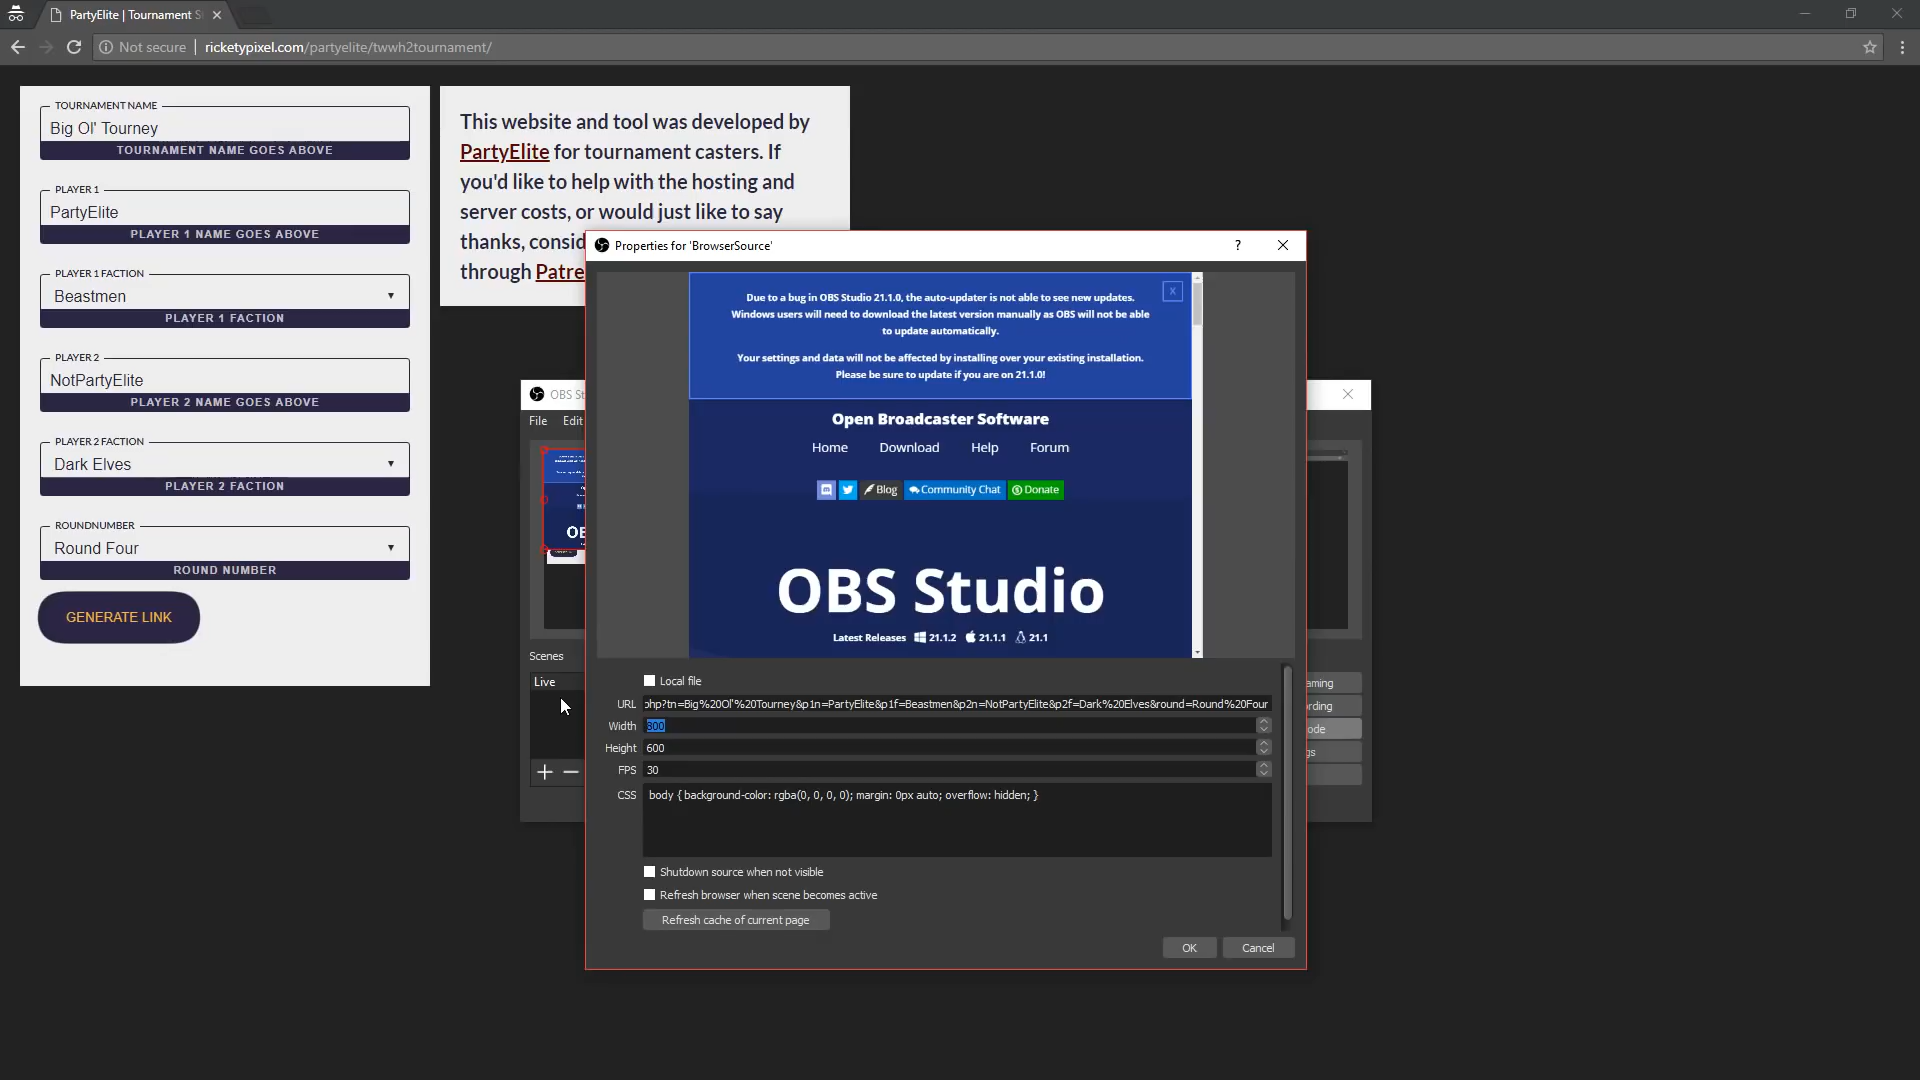 PartyElite | Tournament S
Not secure | ricketypixel.com/partyelite/twwh2tournament/
TOURNAMENT NAME
Big Ol' Tourney
TOURNAMENT NAME GOES ABOVE
PLAYER 1
PartyElite
PLAYER 1 NAME GOES ABOVE
PLAYER 1 FACTION
Beastmen
PLAYER 1 FACTION
PLAYER 2
NotPartyElite
PLAYER 2 NAME GOES ABOVE
PLAYER 2 FACTION
Dark Elves
PLAYER 2 FACTION
ROUNDNUMBER
Round Four
ROUND NUMBER
GENERATE LINK
This website and tool was developed by
PartyElite for tournament casters. If
you'd like to help with the hosting and
server costs, or would just like to say
thanks, consid
through Patre
OBS St
File Edit
OB
Scenes
Live
Properties for 'BrowserSource'
?
Due to a bug in OBS Studio 21.1.0, the auto-updater is not able to see new updates.
Windows users will need to download the latest version manually as OBS will not be able
to update automatically.
Your settings and data will not be affected by installing over your existing installation.
Please be sure to update if you are on 21.1.0!
X
Open Broadcaster Software
Home Download Help Forum
Blog Community Chat Donate
OBS Studio
Latest Releases 21.1.2 21.1.1 21.1
Local file
URL php?tn=Big%20Ol'%20Tourney&p1n=PartyElite&p1f=Beastmen&p2n=NotPartyElite&p2f=Dark%20Elves&round=Round%20Four
Width 800
Height 600
FPS 30
CSS body { background-color: rgba(0, 0, 0, 0); margin: 0px auto; overflow: hidden; }
Shutdown source when not visible
Refresh browser when scene becomes active
Refresh cache of current page
OK Cancel
aming
ording
ode
gs